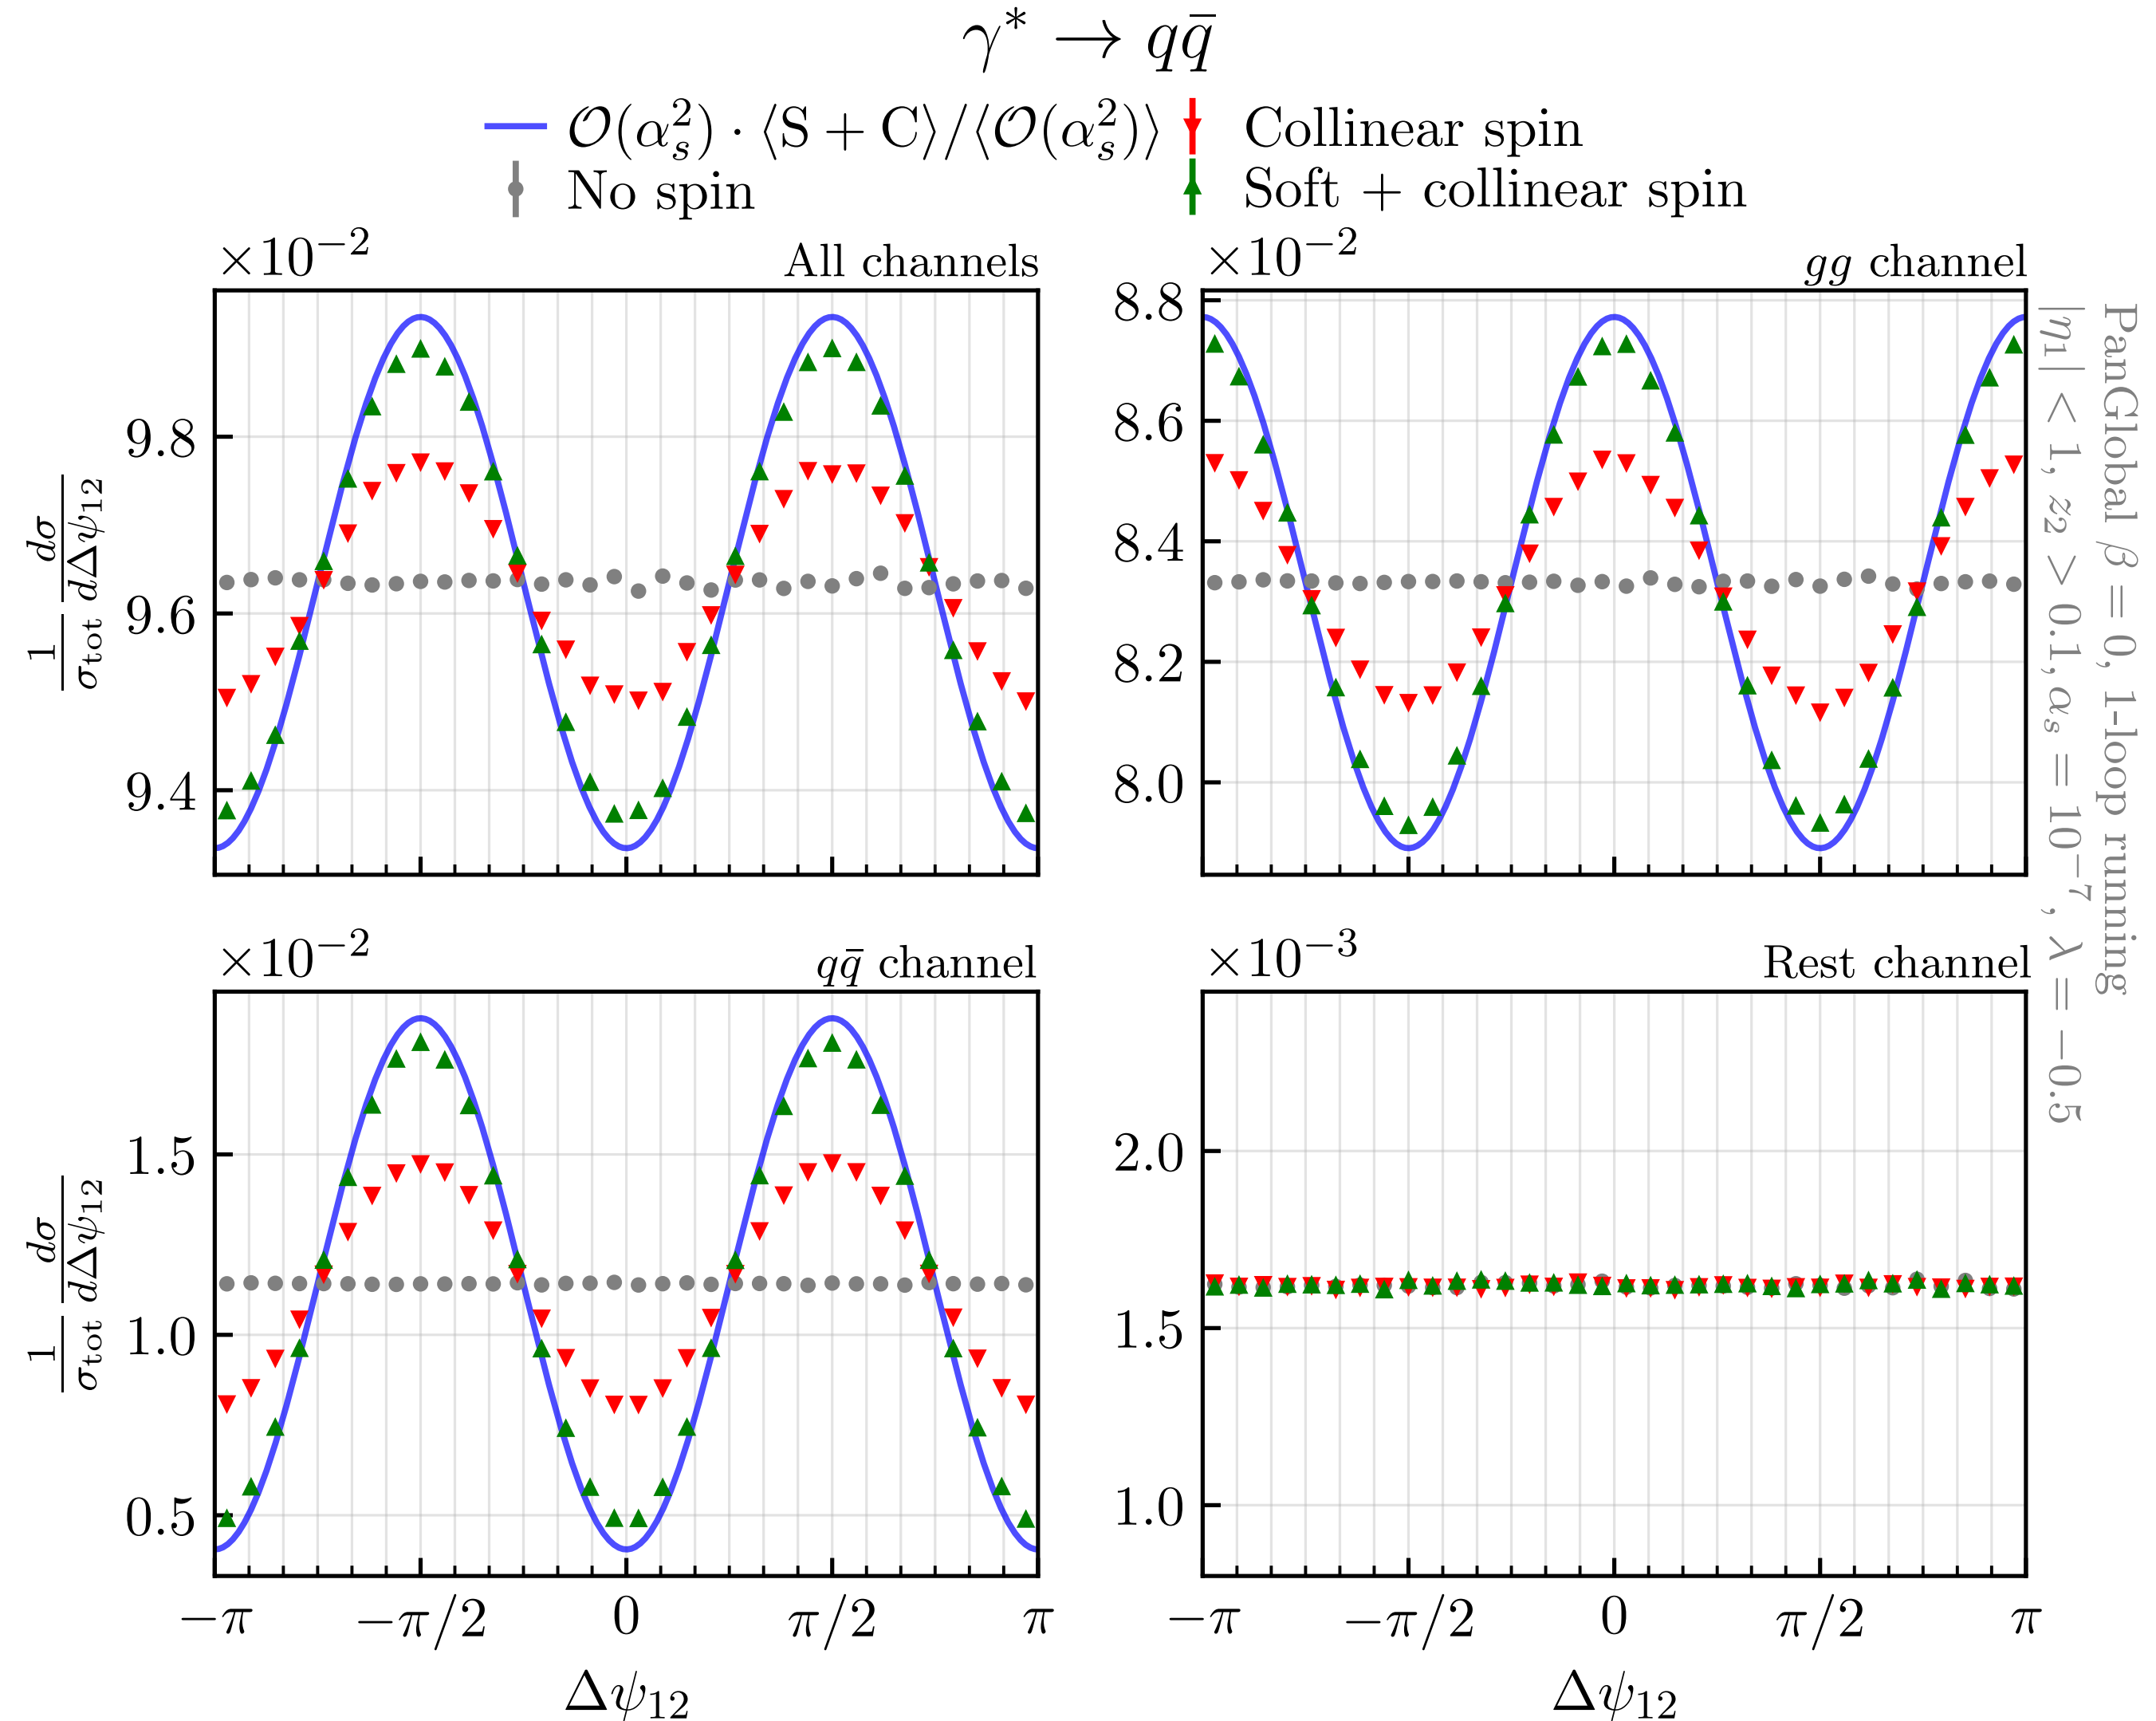 γ* → qq̄
O(α_s^2) · ⟨S + C⟩/⟨O(α_s^2)⟩
Collinear spin
No spin
Soft + collinear spin
×10^−2
All channels
9.8
9.6
9.4
1/σ_tot dσ/dΔψ_12
×10^−2
gg channel
8.8
8.6
8.4
8.2
8.0
PanGlobal β = 0, 1-loop running
|η_1| < 1, z_2 > 0.1, α_s = 10^−7, λ = −0.5
×10^−2
qq̄ channel
1.5
1.0
0.5
1/σ_tot dσ/dΔψ_12
−π −π/2 0 π/2 π
Δψ_12
×10^−3
Rest channel
2.0
1.5
1.0
−π −π/2 0 π/2 π
Δψ_12